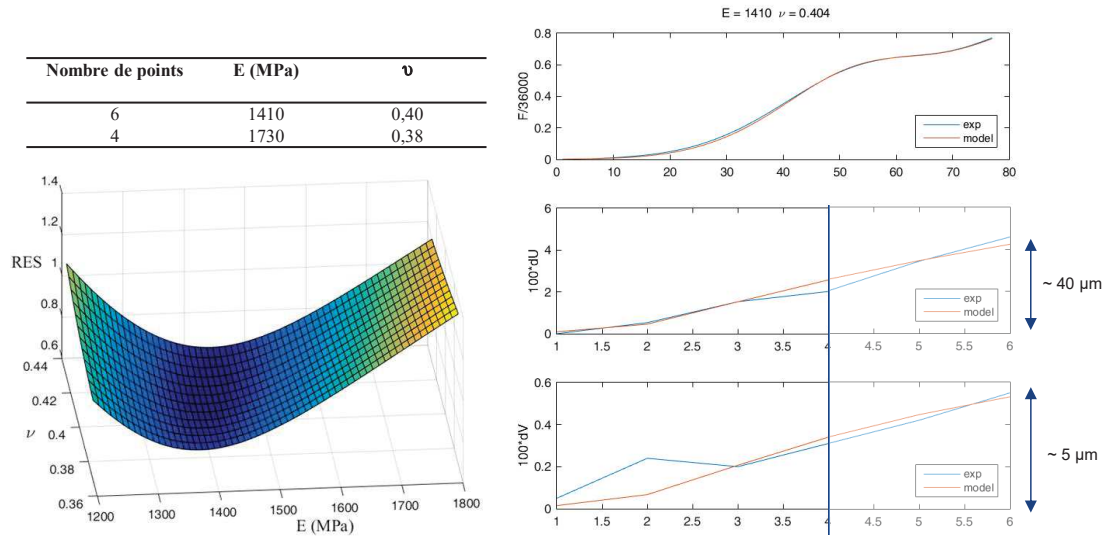 Nombre de points E (MPa) υ
6 1410 0,40
4 1730 0,38
1.4
1.2
RES 1
0.8
0.6
0.44
0.42
ν 0.4
0.38
0.36
1200 1300 1400 1500 1600 1700 1800
E (MPa)
E = 1410 ν = 0.404
0.8
0.6
0.4
0.2
0
F/36000
exp
model
0 10 20 30 40 50 60 70 80
6
4
2
0
100*dU
exp
model
1 1.5 2 2.5 3 3.5 4 4.5 5 5.5 6
~ 40 µm
0.6
0.4
0.2
0
100*dV
exp
model
1 1.5 2 2.5 3 3.5 4 4.5 5 5.5 6
~ 5 µm